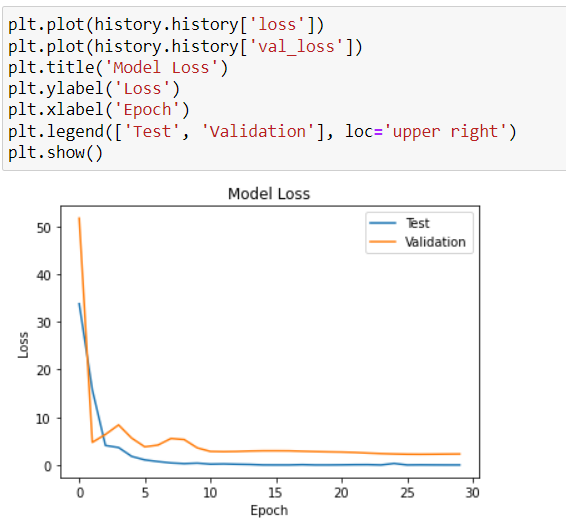 plt.plot(history.history['loss'])
plt.plot(history.history['val_loss'])
plt.title('Model Loss')
plt.ylabel('Loss')
plt.xlabel('Epoch')
plt.legend(['Test', 'Validation'], loc='upper right')
plt.show()
Model Loss
Test
Validation
50
40
30
20
10
0
Loss
0 5 10 15 20 25 30
Epoch